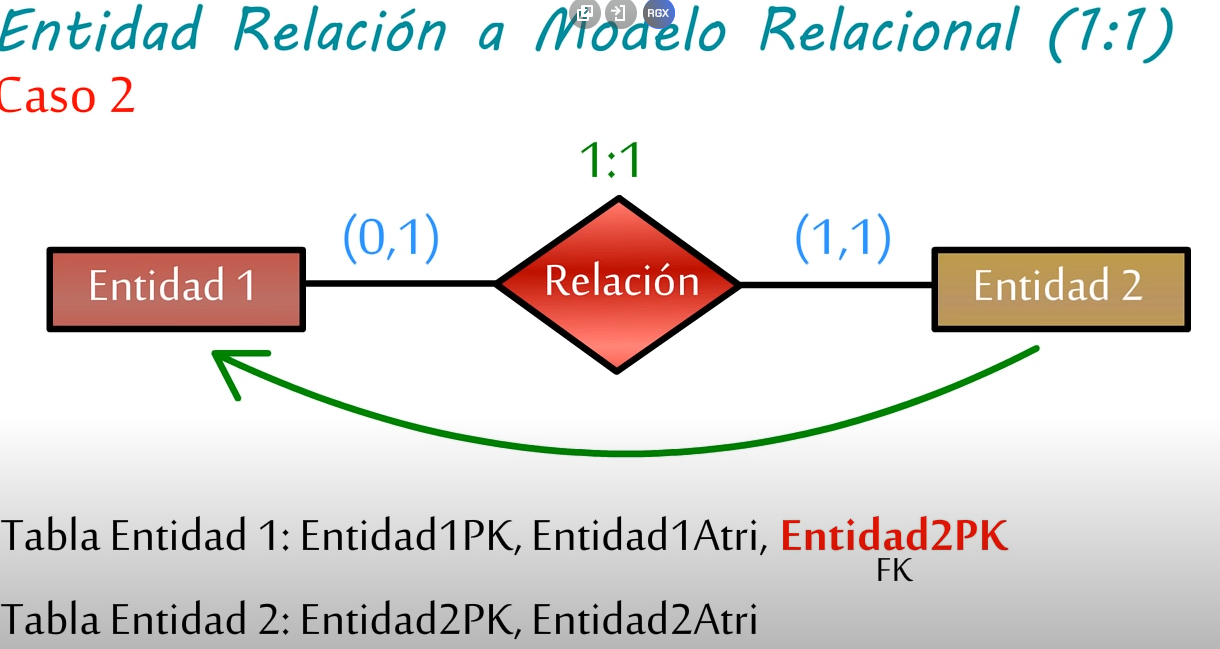 Entidad Relación a Modelo Relacional (1:1)
RGX
Caso 2
1:1
(0,1)
(1,1)
Entidad 1
Relación
Entidad 2
Tabla Entidad 1: Entidad1PK, Entidad1Atri, Entidad2PK
FK
Tabla Entidad 2: Entidad2PK, Entidad2Atri